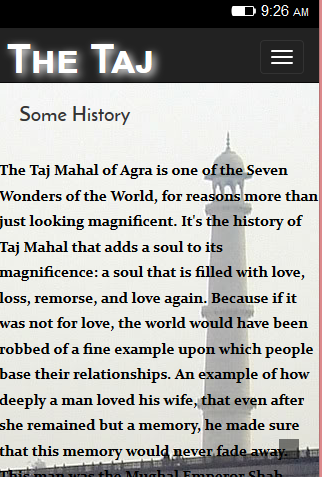 9:26 AM
THE TAJ
Some History
The Taj Mahal of Agra is one of the Seven
Wonders of the World, for reasons more than
just looking magnificent. It's the history of
Taj Mahal that adds a soul to its
magnificence: a soul that is filled with love,
loss, remorse, and love again. Because if it
was not for love, the world would have been
robbed of a fine example upon which people
base their relationships. An example of how
deeply a man loved his wife, that even after
she remained but a memory, he made sure
that this memory would never fade away.
This man was the Mughal Emperor Shah